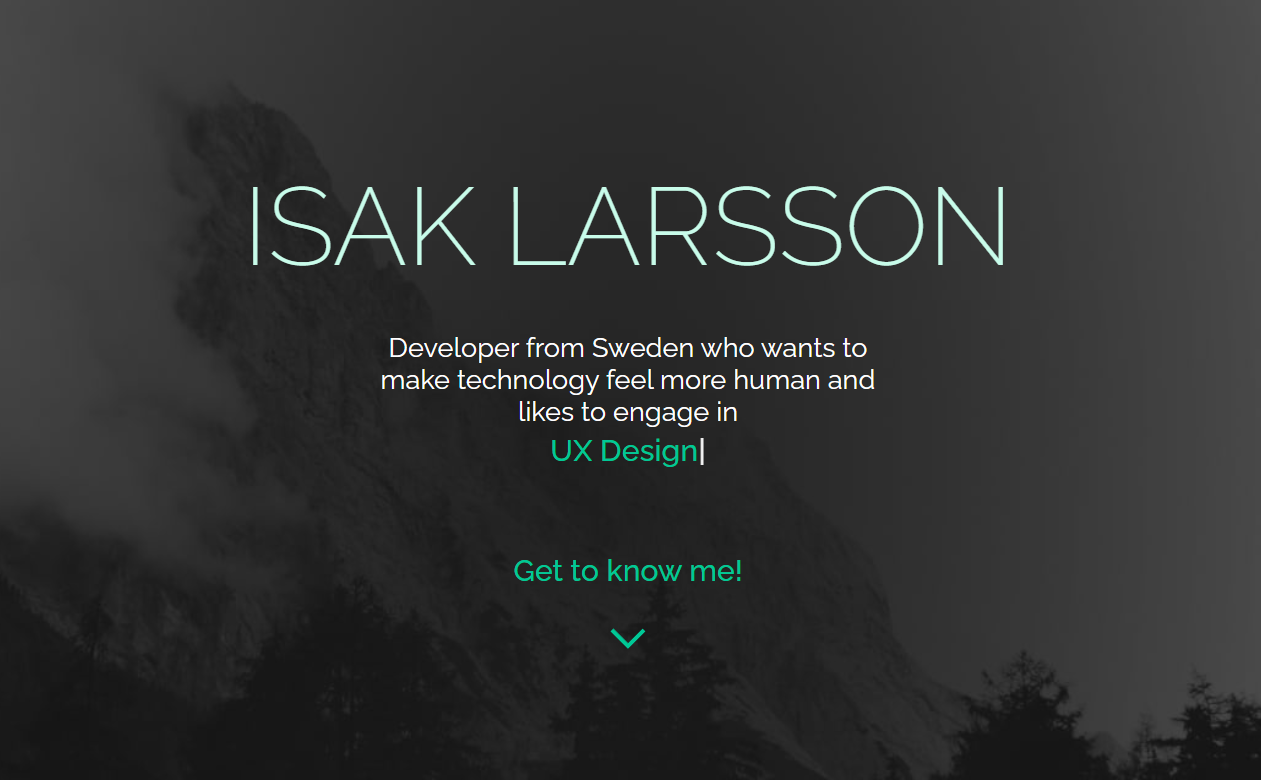 ISAK LARSSON
Developer from Sweden who wants to
make technology feel more human and
likes to engage in
UX Design|
Get to know me!